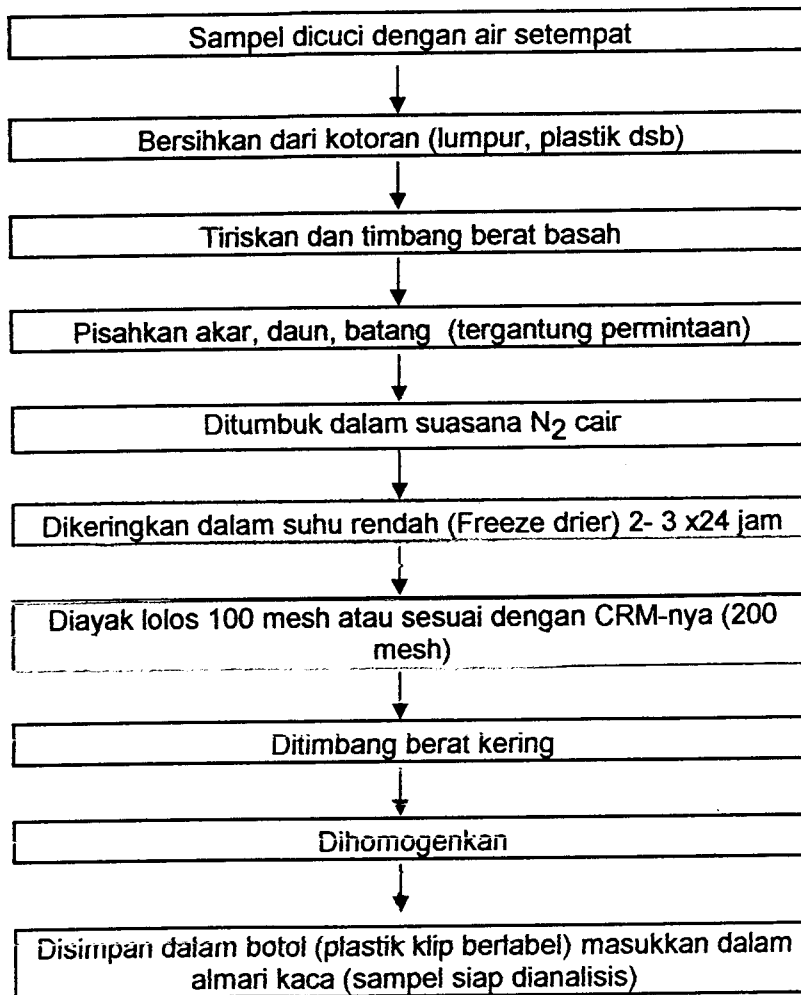 Sampel dicuci dengan air setempat
Bersihkan dari kotoran (lumpur, plastik dsb)
Tiriskan dan timbang berat basah
Pisahkan akar, daun, batang (tergantung permintaan)
Ditumbuk dalam suasana N2 cair
Dikeringkan dalam suhu rendah (Freeze drier) 2- 3 x24 jam
Diayak lolos 100 mesh atau sesuai dengan CRM-nya (200
mesh)
Ditimbang berat kering
Dihomogenkan
Disimpan dalam botol (plastik klip berlabel) masukkan dalam
almari kaca (sampel siap dianalisis)